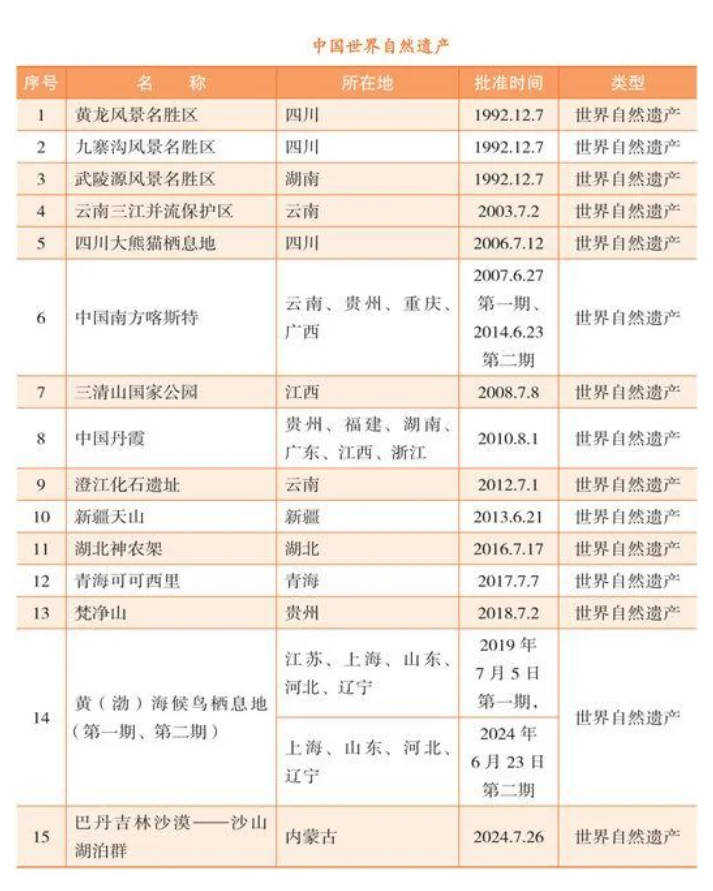 中国世界自然遗产
序号 名 称 所在地 批准时间 类型
1 黄龙风景名胜区 四川 1992.12.7 世界自然遗产
2 九寨沟风景名胜区 四川 1992.12.7 世界自然遗产
3 武陵源风景名胜区 湖南 1992.12.7 世界自然遗产
4 云南三江并流保护区 云南 2003.7.2 世界自然遗产
5 四川大熊猫栖息地 四川 2006.7.12 世界自然遗产
6 中国南方喀斯特 云南、贵州、重庆、
广西
2007.6.27
第一期、
2014.6.23
第二期
世界自然遗产
7 三清山国家公园 江西 2008.7.8 世界自然遗产
8 中国丹霞 贵州、福建、湖南、
广东、江西、浙江
2010.8.1 世界自然遗产
9 澄江化石遗址 云南 2012.7.1 世界自然遗产
10 新疆天山 新疆 2013.6.21 世界自然遗产
11 湖北神农架 湖北 2016.7.17 世界自然遗产
12 青海可可西里 青海 2017.7.7 世界自然遗产
13 梵净山 贵州 2018.7.2 世界自然遗产
14 黄（渤）海候鸟栖息地
（第一期、第二期）
江苏、上海、山东、
河北、辽宁
2019 年
7 月 5 日
第一期，
上海、山东、河北、
辽宁
2024 年
6 月 23 日
第二期
世界自然遗产
15 巴丹吉林沙漠——沙山
湖泊群
内蒙古 2024.7.26 世界自然遗产